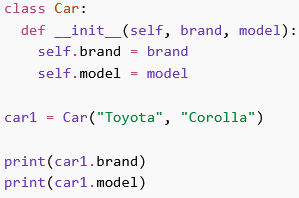 class Car:
  def __init__(self, brand, model):
    self.brand = brand
    self.model = model

car1 = Car("Toyota", "Corolla")

print(car1.brand)
print(car1.model)